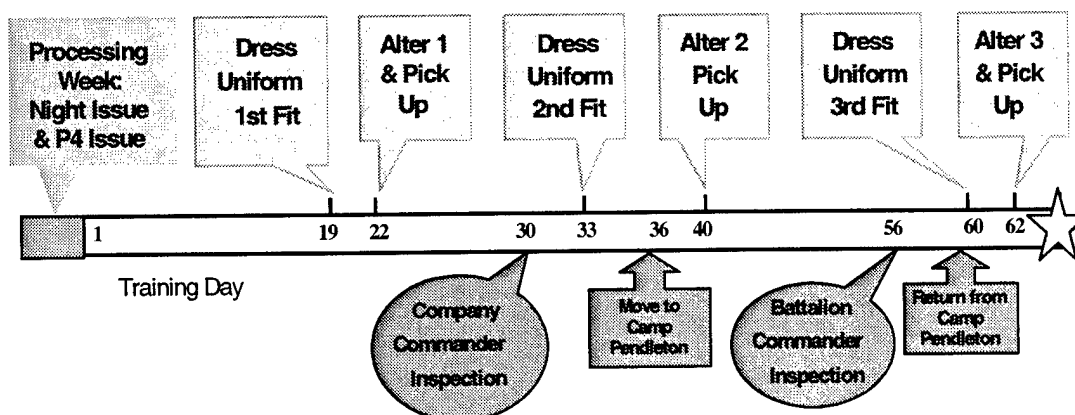 Processing
Week:
Night Issue
& P4 Issue
Dress
Uniform
1st Fit
Alter 1
& Pick
Up
Dress
Uniform
2nd Fit
Alter 2
Pick
Up
Dress
Uniform
3rd Fit
Alter 3
& Pick
Up
1 19 22 30 33 36 40 56 60 62
Training Day
Company
Commander
Inspection
Move to
Camp
Pendleton
Battalion
Commander
Inspection
Return from
Camp
Pendleton